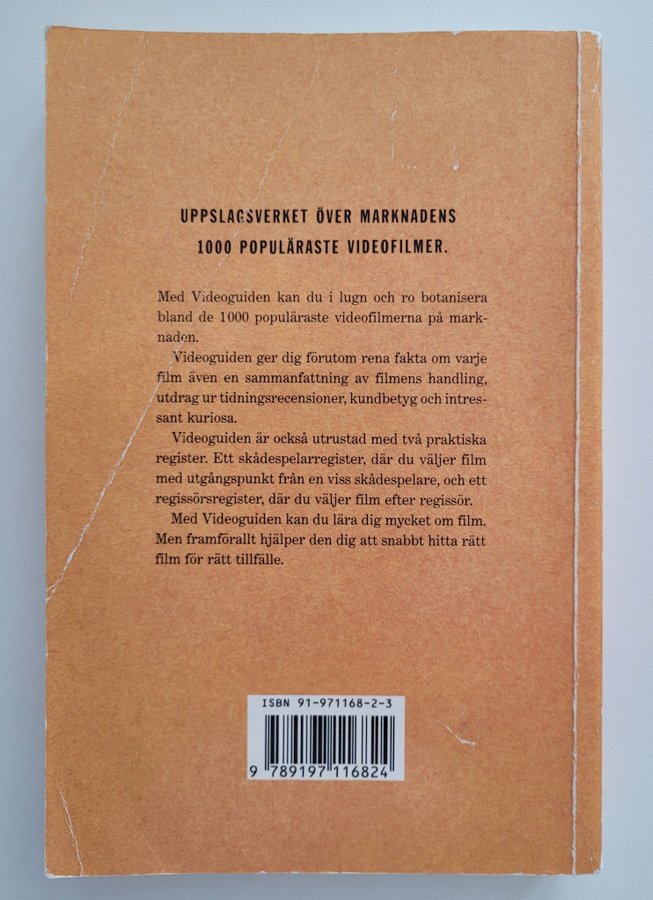 UPPSLAGSVERKET ÖVER MARKNADENS
1000 POPULÄRASTE VIDEOFILMER.
Med Videoguiden kan du i lugn och ro botanisera
bland de 1000 populäraste videofilmerna på mark-
naden.
Videoguiden ger dig förutom rena fakta om varje
film även en sammanfattning av filmens handling,
utdrag ur tidningsrecensioner, kundbetyg och intres-
sant kuriosa.
Videoguiden är också utrustad med två praktiska
register. Ett skådespelarregister, där du väljer film
med utgångspunkt från en viss skådespelare, och ett
regissörsregister, där du väljer film efter regissör.
Med Videoguiden kan du lära dig mycket om film.
Men framförallt hjälper den dig att snabbt hitta rätt
film för rätt tillfälle.
ISBN 91-971168-2-3
9 789197 116824